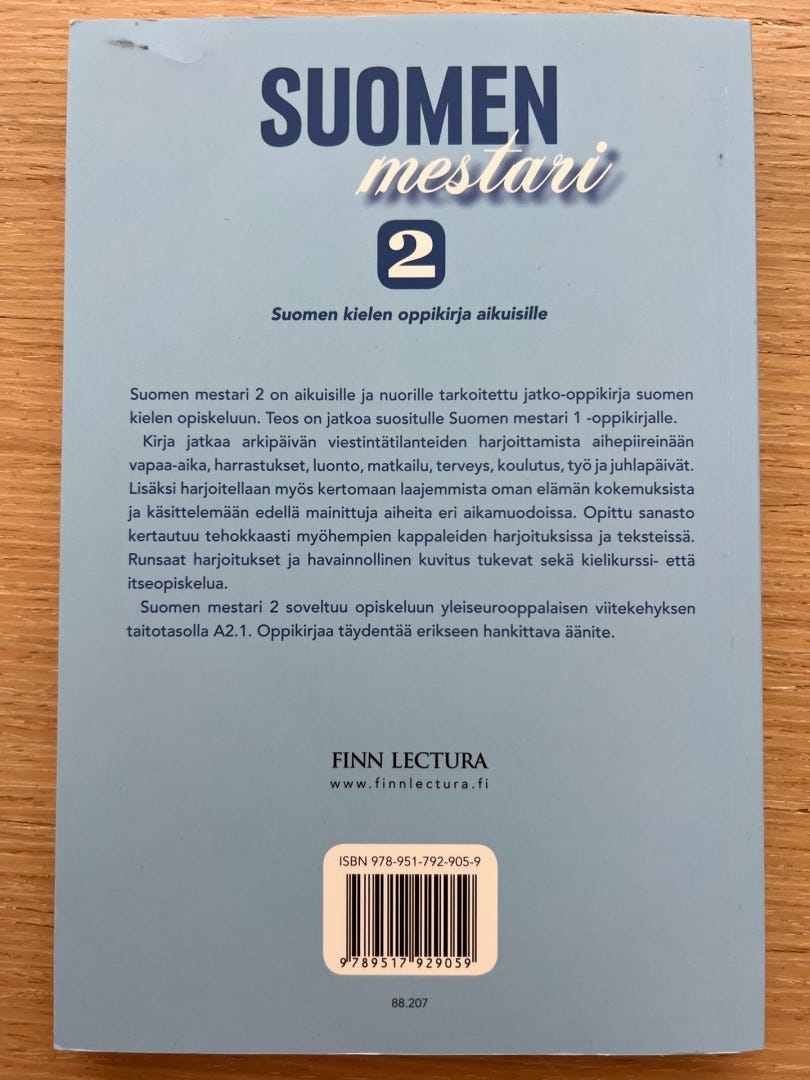 SUOMEN
mestari
2
Suomen kielen oppikirja aikuisille
Suomen mestari 2 on aikuisille ja nuorille tarkoitettu jatko-oppikirja suomen
kielen opiskeluun. Teos on jatkoa suositulle Suomen mestari 1 -oppikirjalle.
Kirja jatkaa arkipäivän viestintätilanteiden harjoittamista aihepiireinään
vapaa-aika, harrastukset, luonto, matkailu, terveys, koulutus, työ ja juhlapäivät.
Lisäksi harjoitellaan myös kertomaan laajemmista oman elämän kokemuksista
ja käsittelemään edellä mainittuja aiheita eri aikamuodoissa. Opittu sanasto
kertautuu tehokkaasti myöhempien kappaleiden harjoituksissa ja teksteissä.
Runsaat harjoitukset ja havainnollinen kuvitus tukevat sekä kielikurssi- että
itseopiskelua.
Suomen mestari 2 soveltuu opiskeluun yleiseurooppalaisen viitekehyksen
taitotasolla A2.1. Oppikirjaa täydentää erikseen hankittava äänite.
FINN LECTURA
www.finnlectura.fi
ISBN 978-951-792-905-9
9 789517 929059
88.207